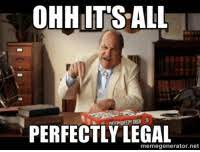 OHH IT'S ALL
PERFECTLY LEGAL
memegenerator.net